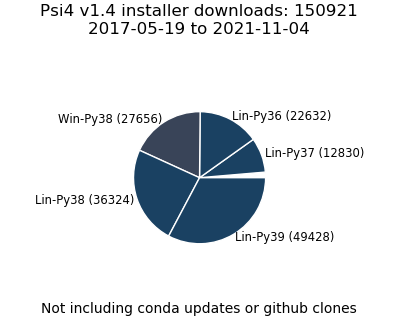 Psi4 v1.4 installer downloads: 150921
2017-05-19 to 2021-11-04
Win-Py38 (27656)
Lin-Py36 (22632)
Lin-Py37 (12830)
Lin-Py38 (36324)
Lin-Py39 (49428)
Not including conda updates or github clones